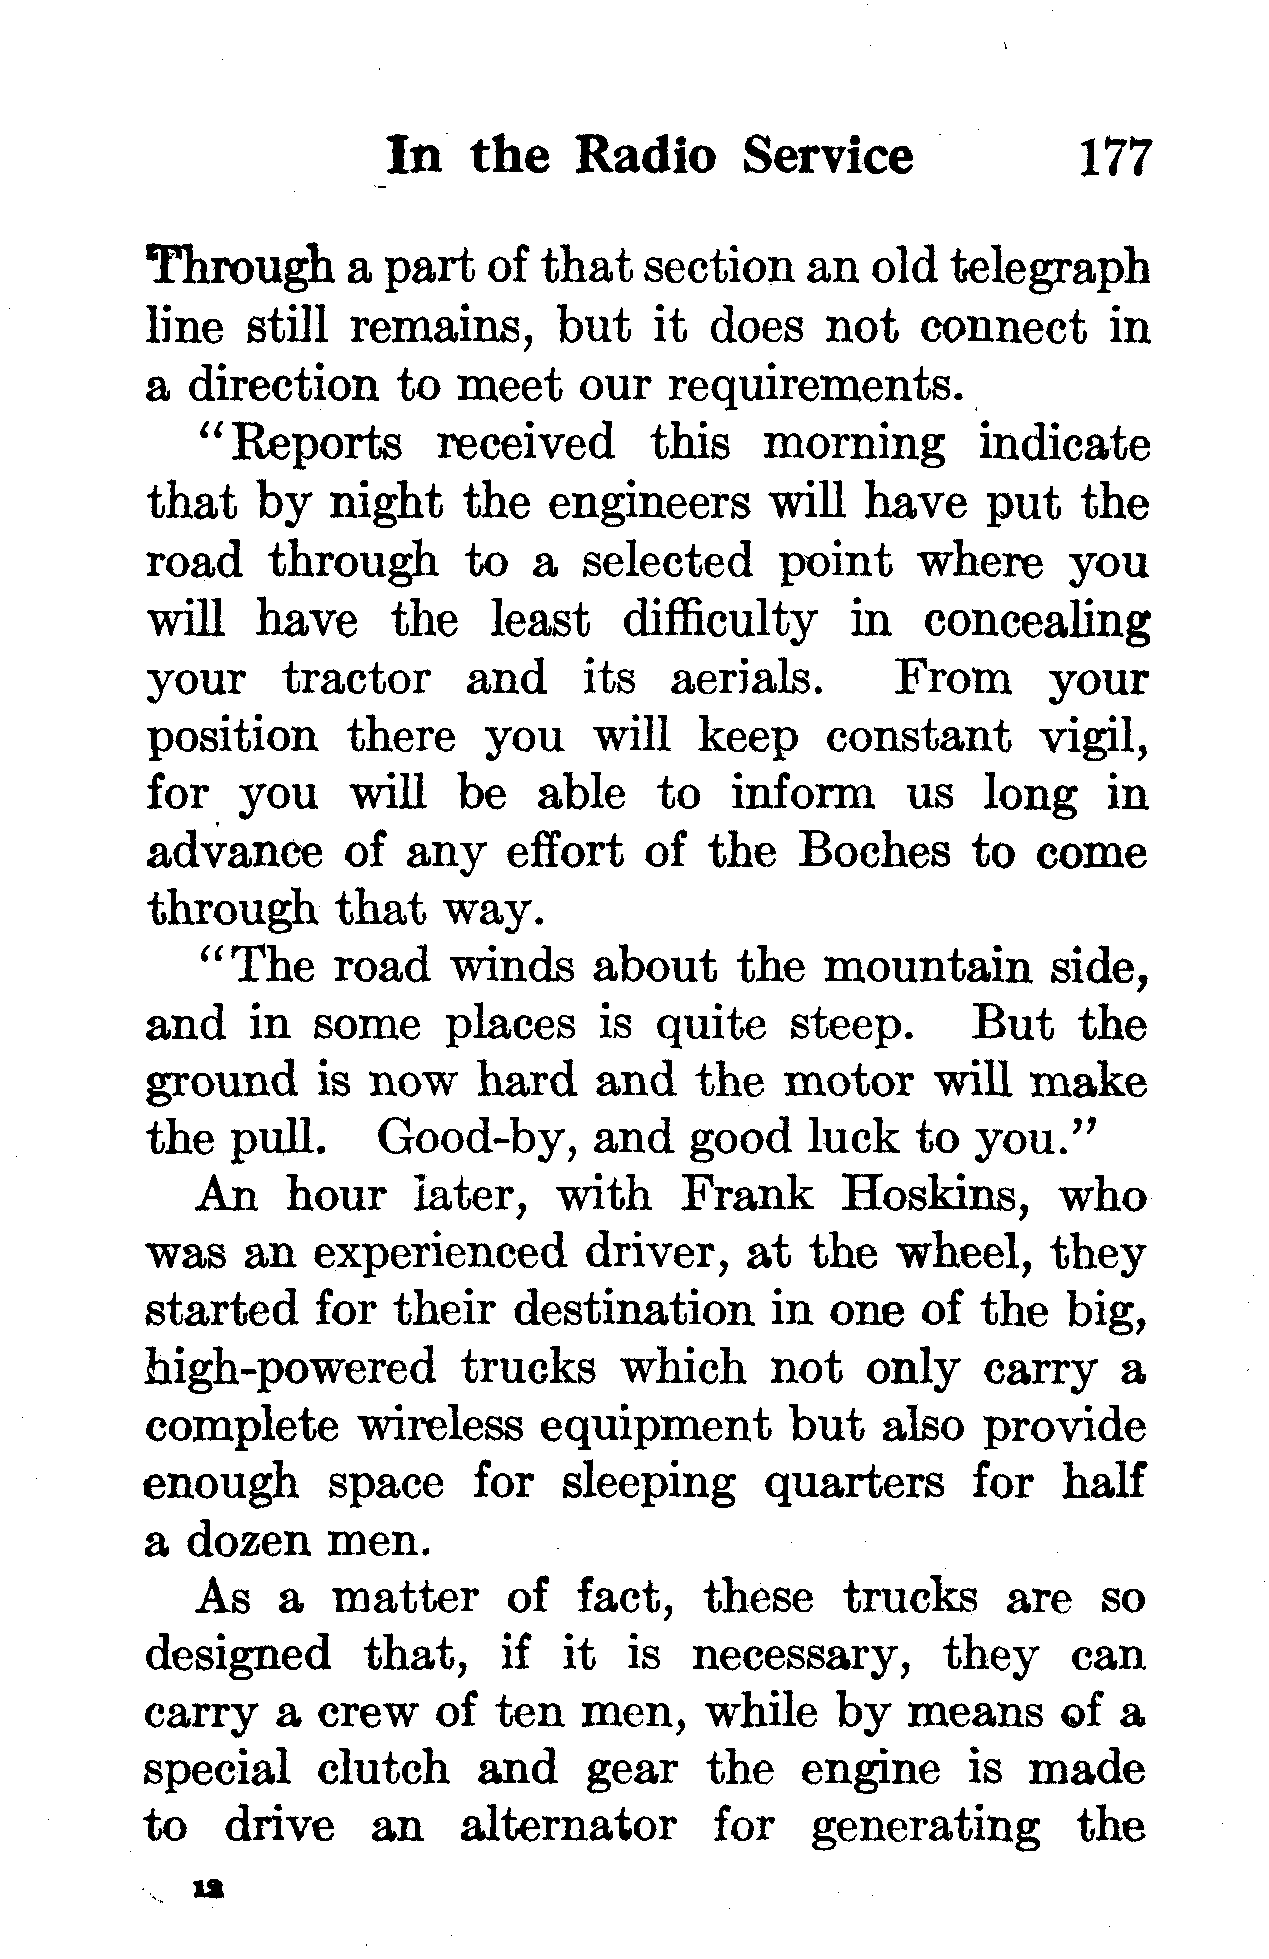 In the Radio Service 177
Through a part of that section an old telegraph
line still remains, but it does not connect in
a direction to meet our requirements.
"Reports received this morning indicate
that by night the engineers will have put the
road through to a selected point where you
will have the least difficulty in concealing
your tractor and its aerials. From your
position there you will keep constant vigil,
for you will be able to inform us long in
advance of any effort of the Boches to come
through that way.
"The road winds about the mountain side,
and in some places is quite steep. But the
ground is now hard and the motor will make
the pull. Good-by, and good luck to you."
An hour later, with Frank Hoskins, who
was an experienced driver, at the wheel, they
started for their destination in one of the big,
high-powered trucks which not only carry a
complete wireless equipment but also provide
enough space for sleeping quarters for half
a dozen men.
As a matter of fact, these trucks are so
designed that, if it is necessary, they can
carry a crew of ten men, while by means of a
special clutch and gear the engine is made
to drive an alternator for generating the
12